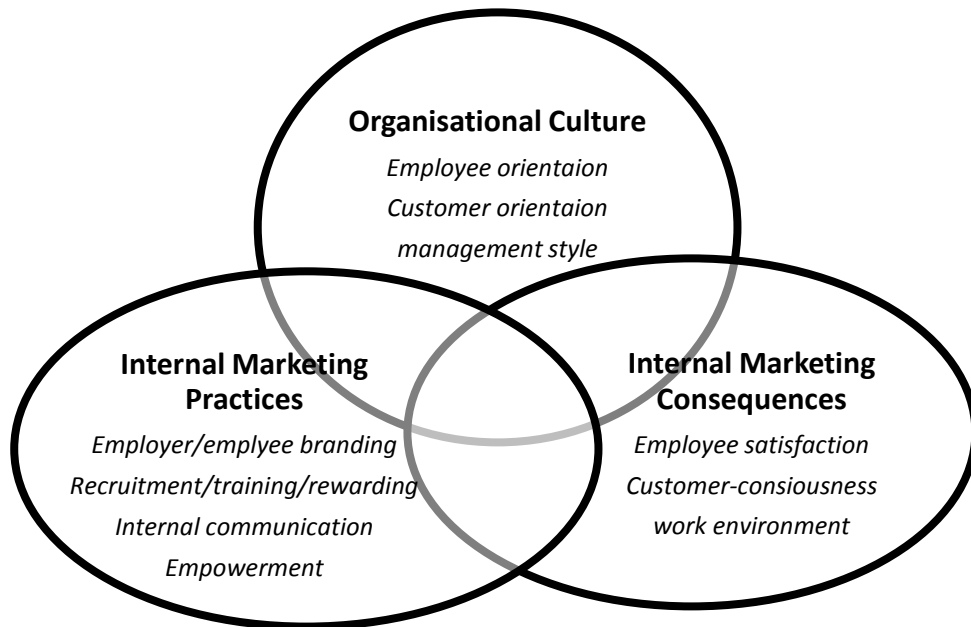 Organisational Culture
Employee orientaion
Customer orientaion
management style
Internal Marketing
Practices
Employer/emplyee branding
Recruitment/training/rewarding
Internal communication
Empowerment
Internal Marketing
Consequences
Employee satisfaction
Customer-consiousness
work environment